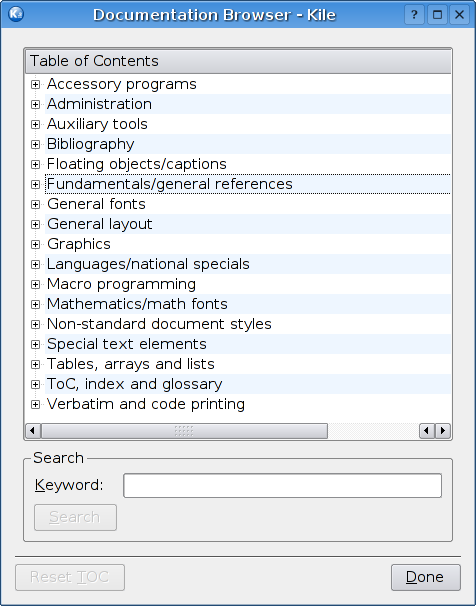 Documentation Browser - Kile
Table of Contents
Accessory programs
Administration
Auxiliary tools
Bibliography
Floating objects/captions
Fundamentals/general references
General fonts
General layout
Graphics
Languages/national specials
Macro programming
Mathematics/math fonts
Non-standard document styles
Special text elements
Tables, arrays and lists
ToC, index and glossary
Verbatim and code printing
Search
Keyword:
Search
Reset TOC Done